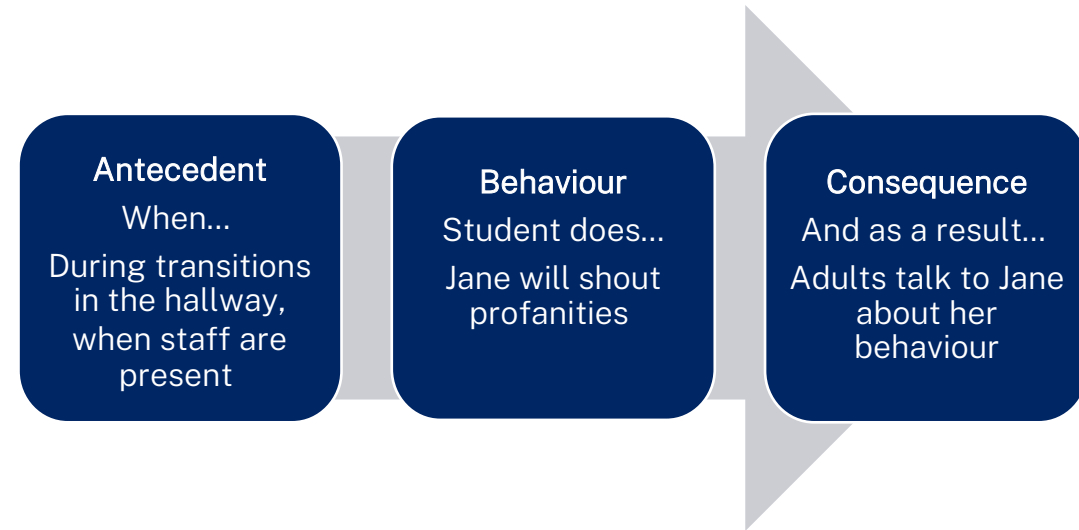 Antecedent
When...
During transitions
in the hallway,
when staff are
present
Behaviour
Student does...
Jane will shout
profanities
Consequence
And as a result...
Adults talk to Jane
about her
behaviour